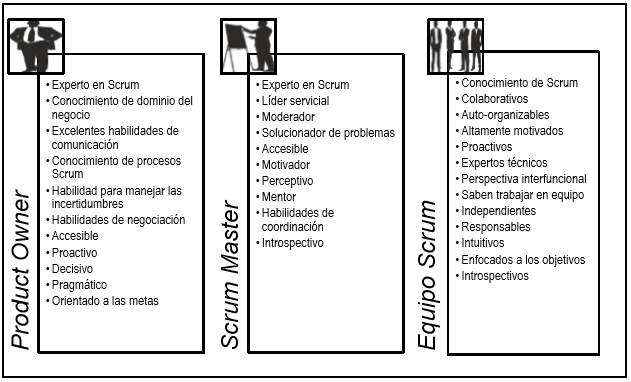 Product Owner
• Experto en Scrum
• Conocimiento de dominio del
negocio
• Excelentes habilidades de
comunicación
• Conocimiento de procesos
Scrum
• Habilidad para manejar las
incertidumbres
• Habilidades de negociación
• Accesible
• Proactivo
• Decisivo
• Pragmático
• Orientado a las metas
Scrum Master
• Experto en Scrum
• Líder servicial
• Moderador
• Solucionador de problemas
• Accesible
• Motivador
• Perceptivo
• Mentor
• Habilidades de
coordinación
• Introspectivo
Equipo Scrum
• Conocimiento de Scrum
• Colaborativos
• Auto-organizables
• Altamente motivados
• Proactivos
• Expertos técnicos
• Perspectiva interfuncional
• Saben trabajar en equipo
• Independientes
• Responsables
• Intuitivos
• Enfocados a los objetivos
• Introspectivos